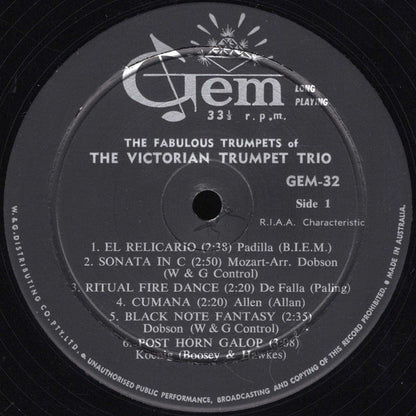 Gem
LONG
PLAYING
33⅓ r.p.m.
THE FABULOUS TRUMPETS of
THE VICTORIAN TRUMPET TRIO
GEM-32
Side 1
R.I.A.A. Characteristic
1. EL RELICARIO (2:38) Padilla (B.I.E.M.)
2. SONATA IN C (2:50) Mozart-Arr. Dobson
(W & G Control)
3. RITUAL FIRE DANCE (2:20) De Falla (Paling)
4. CUMANA (2:20) Allen (Allan)
5. BLACK NOTE FANTASY (2:35)
Dobson (W & G Control)
6. POST HORN GALOP (3:08)
Koenig (Boosey & Hawkes)
W. & G. DISTRIBUTING CO. PTY. LTD.
UNAUTHORISED PUBLIC PERFORMANCE, BROADCASTING AND COPYING OF THIS RECORD PROHIBITED.
MADE IN AUSTRALIA.